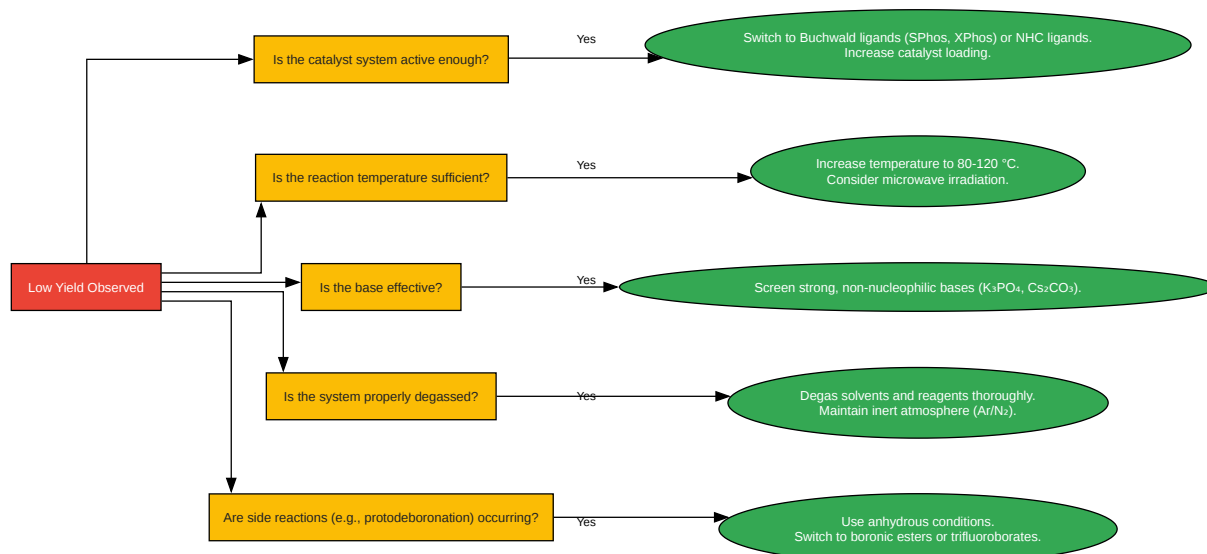 Is the catalyst system active enough?
Yes
Switch to Buchwald ligands (SPhos, XPhos) or NHC ligands.
Increase catalyst loading.
Is the reaction temperature sufficient?
Yes
Increase temperature to 80-120 °C.
Consider microwave irradiation.
Low Yield Observed
Is the base effective?
Yes
Screen strong, non-nucleophilic bases (K₃PO₄, Cs₂CO₃).
Is the system properly degassed?
Yes
Degas solvents and reagents thoroughly.
Maintain inert atmosphere (Ar/N₂).
Are side reactions (e.g., protodeboronation) occurring?
Yes
Use anhydrous conditions.
Switch to boronic esters or trifluoroborates.